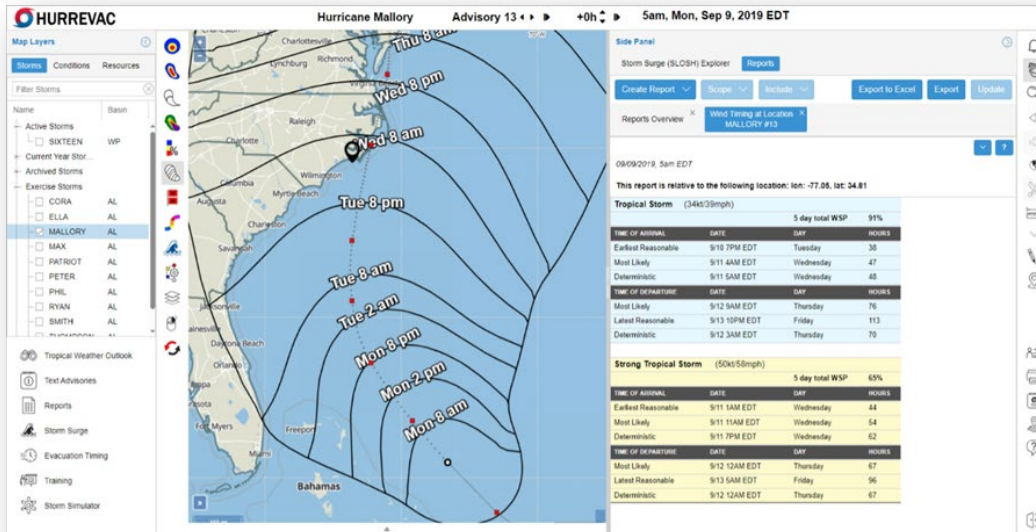 HURREVAC
Hurricane Mallory Advisory 13 +0h 5am, Mon, Sep 9, 2019 EDT
Map Layers
Storms Conditions Resources
Filter Storms
Name Basin
Active Storms
SIXTEEN WP
Current Year Stor...
Archived Storms
Exercise Storms
CORA AL
ELLA AL
MALLORY AL
MAX AL
PATRIOT AL
PETER AL
PHIL AL
RYAN AL
SMITH AL
Tropical Weather Outlook
Text Advisories
Reports
Storm Surge
Evacuation Timing
Training
Storm Simulator
Charlottesville
Richmond
Lynchburg
Thu 8 am
Wed 8 pm
Raleigh
Wed 8 am
Charlotte
Wilmington
Columbia
Myrtle Beach
Augusta
Tue 8 pm
Charleston
Savannah
Tue 8 am
Jacksonville
Tue 2 am
Daytona Beach
Mon 8 pm
Orlando
Mon 2 pm
Mon 8 am
Fort Myers
Freeport
Miami
Bahamas
Side Panel
Storm Surge (SLOSH) Explorer Reports
Create Report Scope Include Export to Excel Export Update
Reports Overview × Wind Timing at Location ×
MALLORY #13
?
09/09/2019, 5am EDT
This report is relative to the following location: lon: -77.05, lat: 34.81
Tropical Storm (34kt/39mph)
5 day total WSP 91%
TIME OF ARRIVAL DATE DAY HOURS
Earliest Reasonable 9/10 7PM EDT Tuesday 38
Most Likely 9/11 4AM EDT Wednesday 47
Deterministic 9/11 5AM EDT Wednesday 48
TIME OF DEPARTURE DATE DAY HOURS
Most Likely 9/12 9AM EDT Thursday 76
Latest Reasonable 9/13 10PM EDT Friday 113
Deterministic 9/12 3AM EDT Thursday 70
Strong Tropical Storm (50kt/58mph)
5 day total WSP 65%
TIME OF ARRIVAL DATE DAY HOURS
Earliest Reasonable 9/11 1AM EDT Wednesday 44
Most Likely 9/11 11AM EDT Wednesday 54
Deterministic 9/11 7PM EDT Wednesday 62
TIME OF DEPARTURE DATE DAY HOURS
Most Likely 9/12 12AM EDT Thursday 67
Latest Reasonable 9/13 5AM EDT Friday 96
Deterministic 9/12 12AM EDT Thursday 67